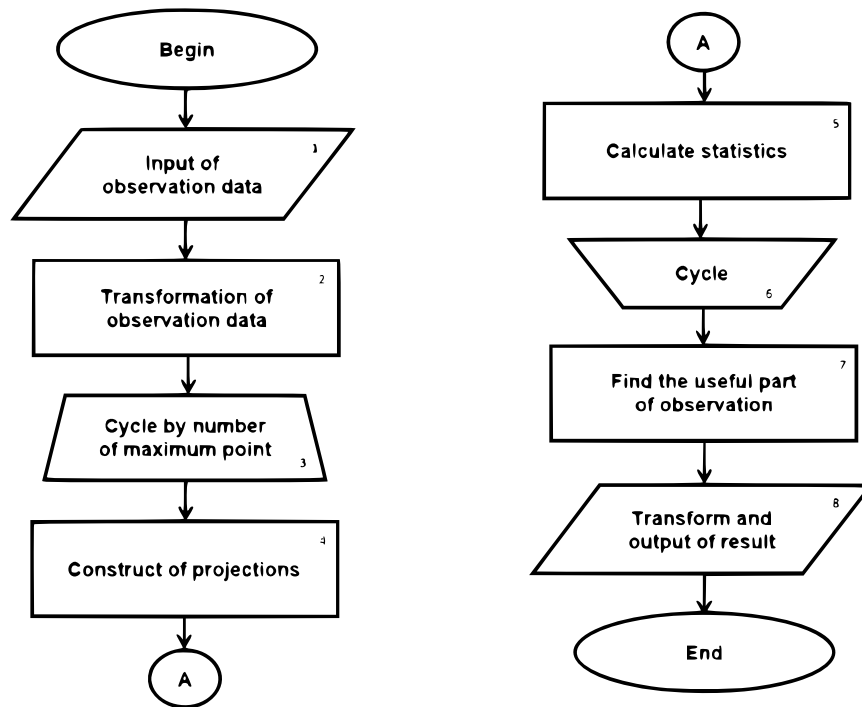 Begin
1
Input of
observation data
2
Transformation of
observation data
Cycle by number
of maximum point
3
4
Construct of projections
A
A
5
Calculate statistics
Cycle
6
7
Find the useful part
of observation
8
Transform and
output of result
End